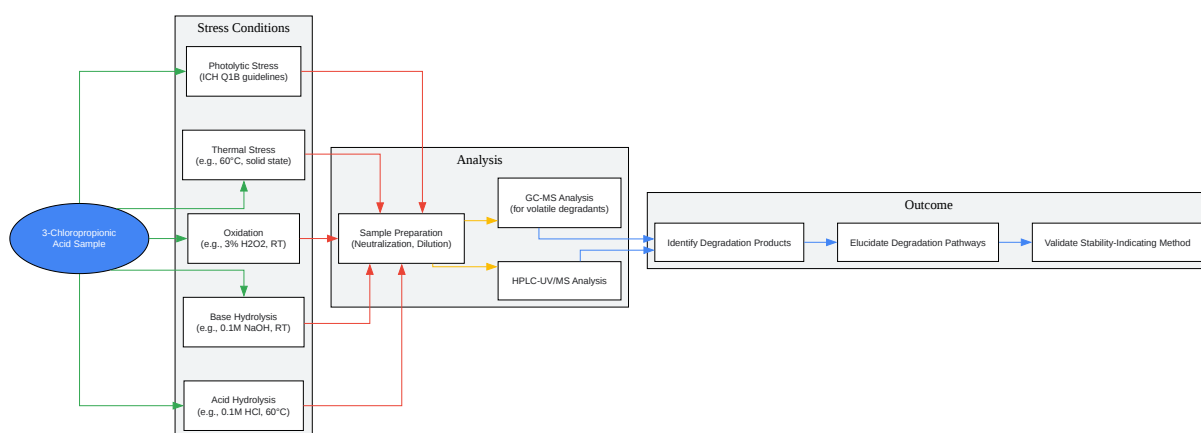 Stress Conditions
Photolytic Stress
(ICH Q1B guidelines)
Thermal Stress
(e.g., 60°C, solid state)
Analysis
GC-MS Analysis
(for volatile degradants)
Outcome
3-Chloropropionic
Acid Sample
Oxidation
(e.g., 3% H2O2, RT)
Sample Preparation
(Neutralization, Dilution)
Identify Degradation Products
Elucidate Degradation Pathways
Validate Stability-Indicating Method
HPLC-UV/MS Analysis
Base Hydrolysis
(e.g., 0.1M NaOH, RT)
Acid Hydrolysis
(e.g., 0.1M HCl, 60°C)